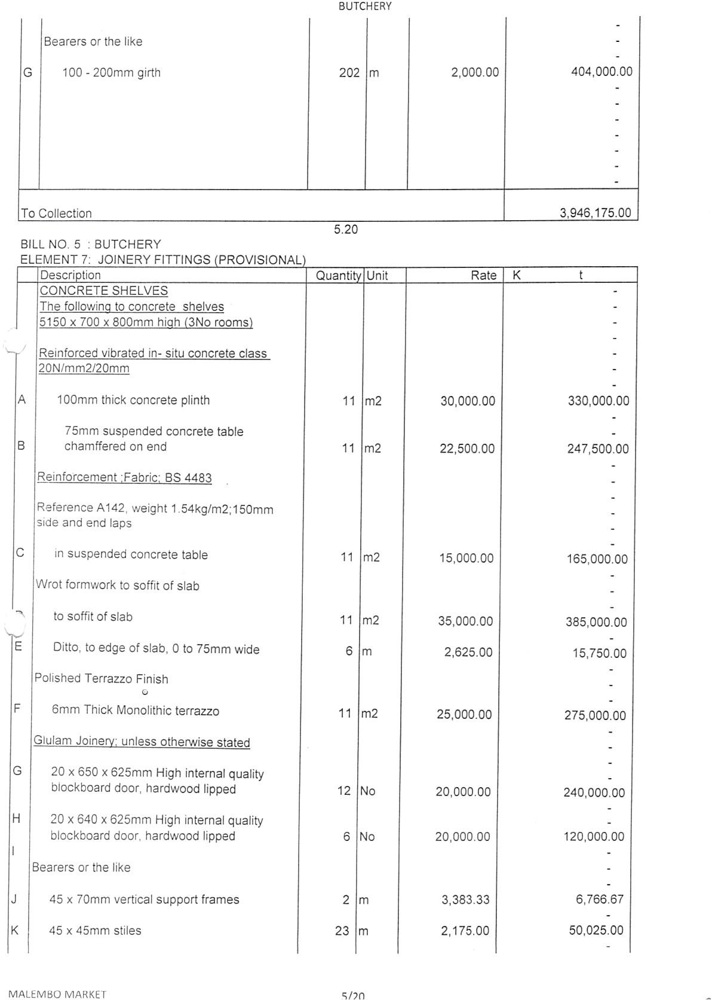 BUTCHERY
-
Bearers or the like -
-
G 100 - 200mm girth 202 m 2,000.00 404,000.00
-
-
-
-
-
-
-
To Collection 3,946,175.00
5.20
BILL NO. 5 : BUTCHERY
ELEMENT 7: JOINERY FITTINGS (PROVISIONAL)
Description Quantity Unit Rate K t
CONCRETE SHELVES -
The following to concrete shelves -
5150 x 700 x 800mm high (3No rooms) -
-
Reinforced vibrated in- situ concrete class -
20N/mm2/20mm -
-
A 100mm thick concrete plinth 11 m2 30,000.00 330,000.00
-
75mm suspended concrete table -
B chamffered on end 11 m2 22,500.00 247,500.00
-
Reinforcement ;Fabric; BS 4483 -
-
Reference A142, weight 1.54kg/m2;150mm -
side and end laps -
-
C in suspended concrete table 11 m2 15,000.00 165,000.00
-
Wrot formwork to soffit of slab -
-
to soffit of slab 11 m2 35,000.00 385,000.00
-
E Ditto, to edge of slab, 0 to 75mm wide 6 m 2,625.00 15,750.00
-
Polished Terrazzo Finish -
-
F 6mm Thick Monolithic terrazzo 11 m2 25,000.00 275,000.00
-
Glulam Joinery; unless otherwise stated -
-
G 20 x 650 x 625mm High internal quality -
blockboard door, hardwood lipped 12 No 20,000.00 240,000.00
-
H 20 x 640 x 625mm High internal quality -
blockboard door, hardwood lipped 6 No 20,000.00 120,000.00
I -
Bearers or the like -
-
J 45 x 70mm vertical support frames 2 m 3,383.33 6,766.67
-
K 45 x 45mm stiles 23 m 2,175.00 50,025.00
-
MALEMBO MARKET 5/20